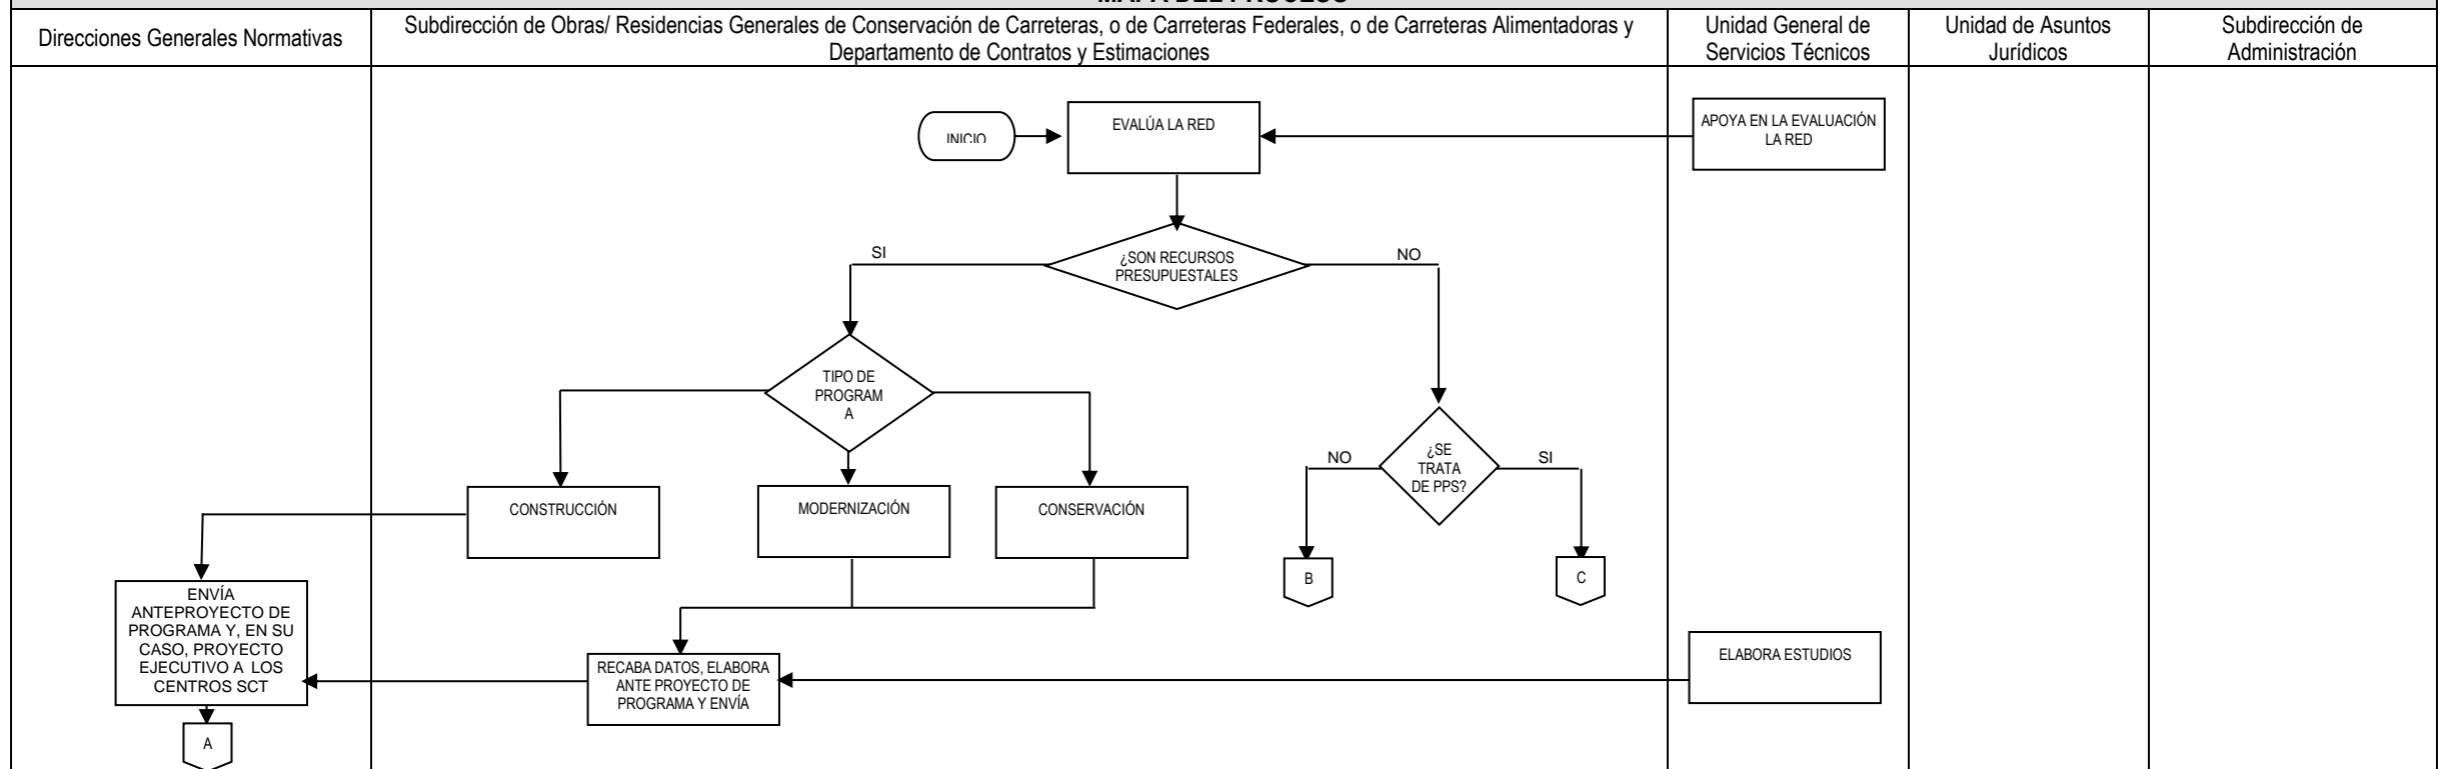 MAPA DEL PROCESO
Direcciones Generales Normativas
Subdirección de Obras/ Residencias Generales de Conservación de Carreteras, o de Carreteras Federales, o de Carreteras Alimentadoras y
Departamento de Contratos y Estimaciones
Unidad General de
Servicios Técnicos
Unidad de Asuntos
Jurídicos
Subdirección de
Administración
INICIO
EVALÚA LA RED
APOYA EN LA EVALUACIÓN
LA RED
SI
¿SON RECURSOS
PRESUPUESTALES
NO
TIPO DE
PROGRAM
A
NO
¿SE
TRATA
DE PPS?
SI
CONSTRUCCIÓN
MODERNIZACIÓN
CONSERVACIÓN
B
C
ENVÍA
ANTEPROYECTO DE
PROGRAMA Y, EN SU
CASO, PROYECTO
EJECUTIVO A LOS
CENTROS SCT
RECABA DATOS, ELABORA
ANTE PROYECTO DE
PROGRAMA Y ENVÍA
ELABORA ESTUDIOS
A